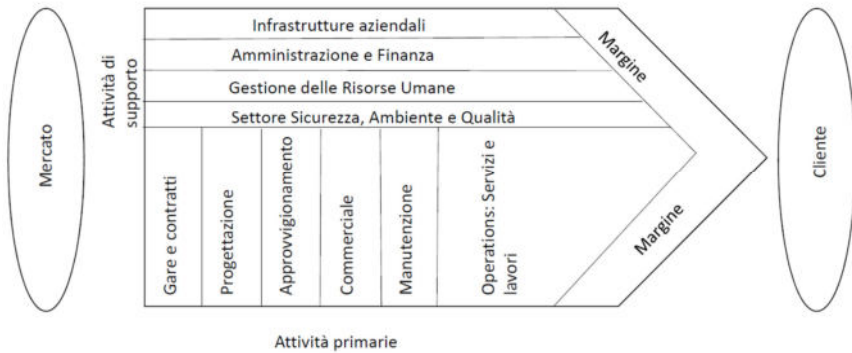 Mercato
Attività di
supporto
Infrastrutture aziendali
Amministrazione e Finanza
Gestione delle Risorse Umane
Settore Sicurezza, Ambiente e Qualità
Gare e contratti
Progettazione
Approvvigionamento
Commerciale
Manutenzione
Operations: Servizi e
lavori
Margine
Margine
Cliente
Attività primarie